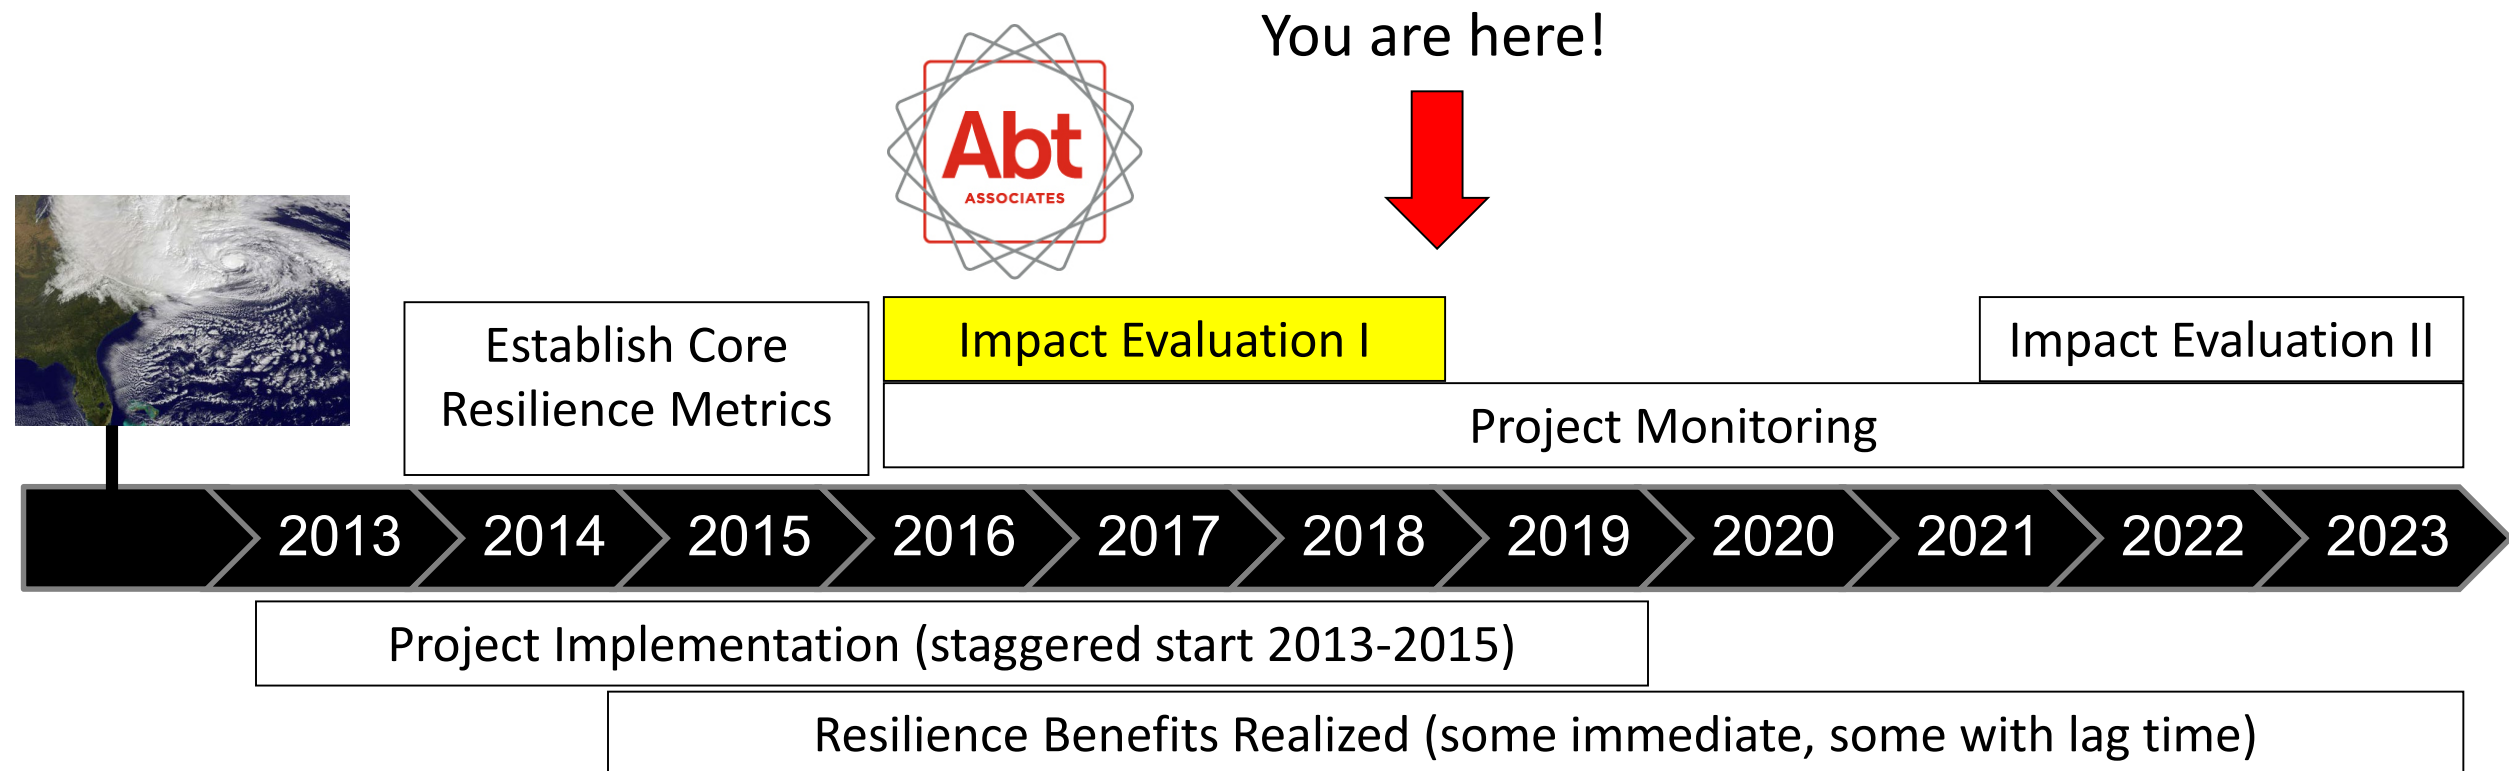 You are here!
Abt
ASSOCIATES
Establish Core
Resilience Metrics
Impact Evaluation I
Impact Evaluation II
Project Monitoring
2013 2014 2015 2016 2017 2018 2019 2020 2021 2022 2023
Project Implementation (staggered start 2013-2015)
Resilience Benefits Realized (some immediate, some with lag time)